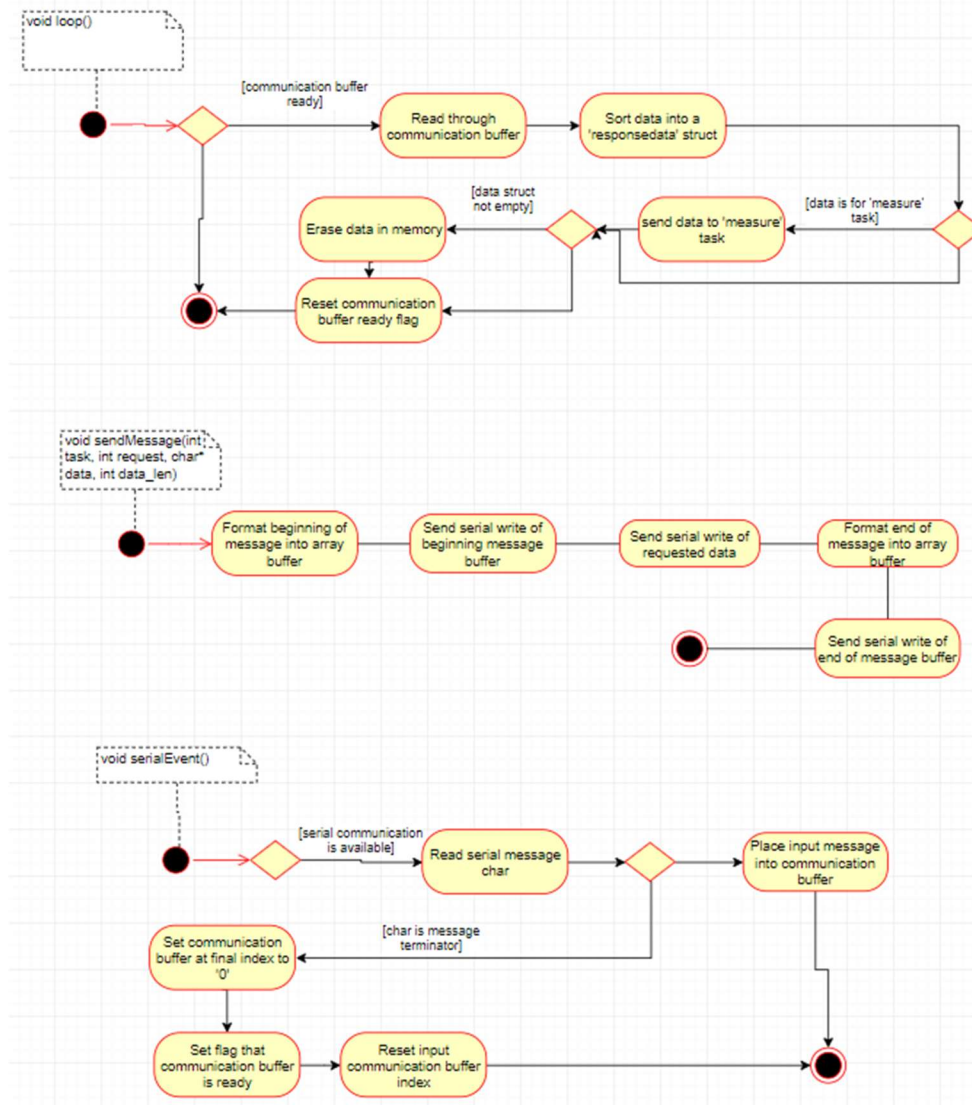 void loop()
[communication buffer
ready]
Read through
communication buffer
Sort data into a
'responsedata' struct
[data struct
not empty]
[data is for 'measure'
task]
Erase data in memory
send data to 'measure'
task
Reset communication
buffer ready flag
void sendMessage(int
task, int request, char*
data, int data_len)
Format beginning of
message into array
buffer
Send serial write of
beginning message
buffer
Send serial write of
requested data
Format end of
message into array
buffer
Send serial write of
end of message buffer
void serialEvent()
[serial communication
is available]
Read serial message
char
Place input message
into communication
buffer
[char is message
terminator]
Set communication
buffer at final index to
'0'
Set flag that
communication buffer
is ready
Reset input
communication buffer
index